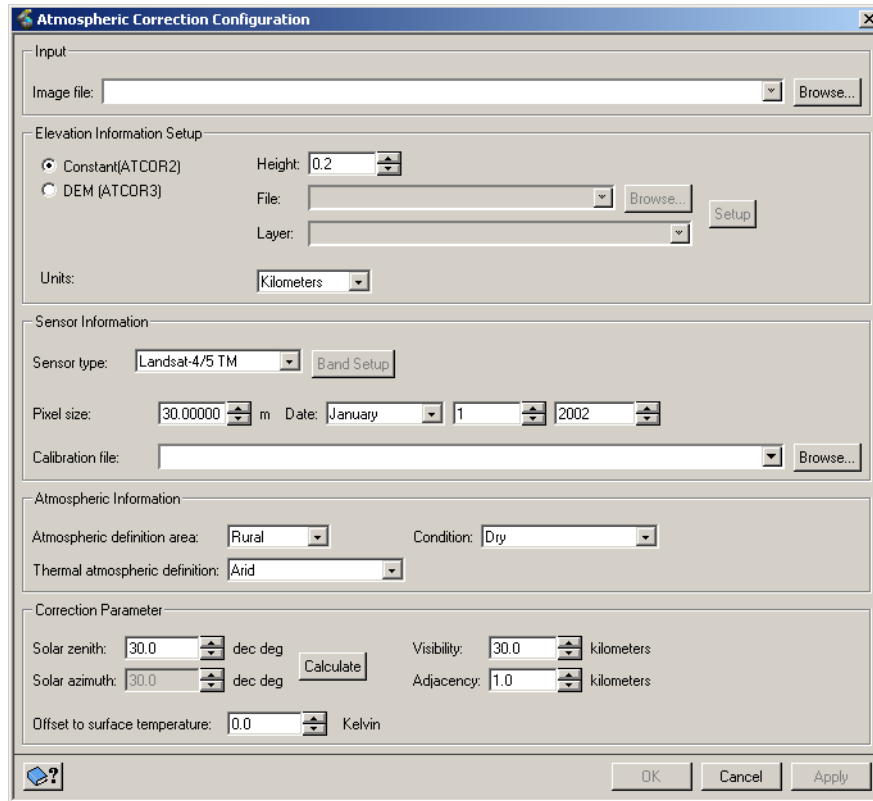 Atmospheric Correction Configuration
Input
Image file: Browse...
Elevation Information Setup
Constant(ATCOR2) Height: 0.2
DEM (ATCOR3) File: Browse... Setup
Layer:
Units: Kilometers
Sensor Information
Sensor type: Landsat-4/5 TM Band Setup
Pixel size: 30.00000 m Date: January 1 2002
Calibration file: Browse...
Atmospheric Information
Atmospheric definition area: Rural Condition: Dry
Thermal atmospheric definition: Arid
Correction Parameter
Solar zenith: 30.0 dec deg Calculate Visibility: 30.0 kilometers
Solar azimuth: 30.0 dec deg Adjacency: 1.0 kilometers
Offset to surface temperature: 0.0 Kelvin
? OK Cancel Apply